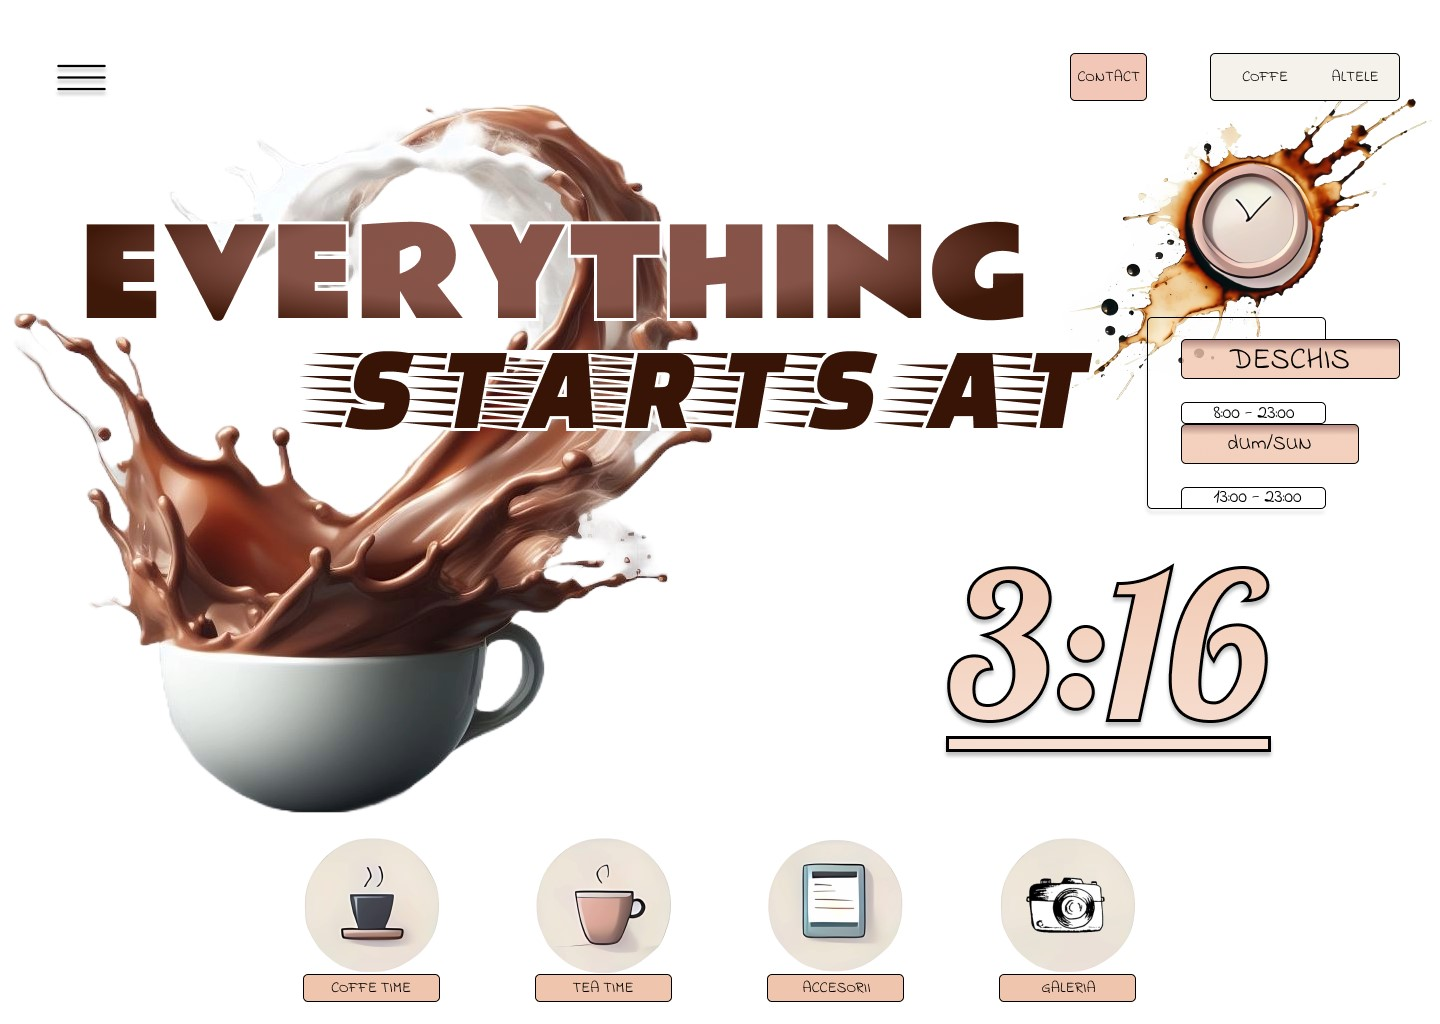 CONTACT
COFFE ALTELE
EVERYTHING
STARTS AT
DESCHIS
8:00 - 23:00
dum/SUN
13:00 - 23:00
3:16
COFFE TIME
TEA TIME
ACCESORII
GALERIA